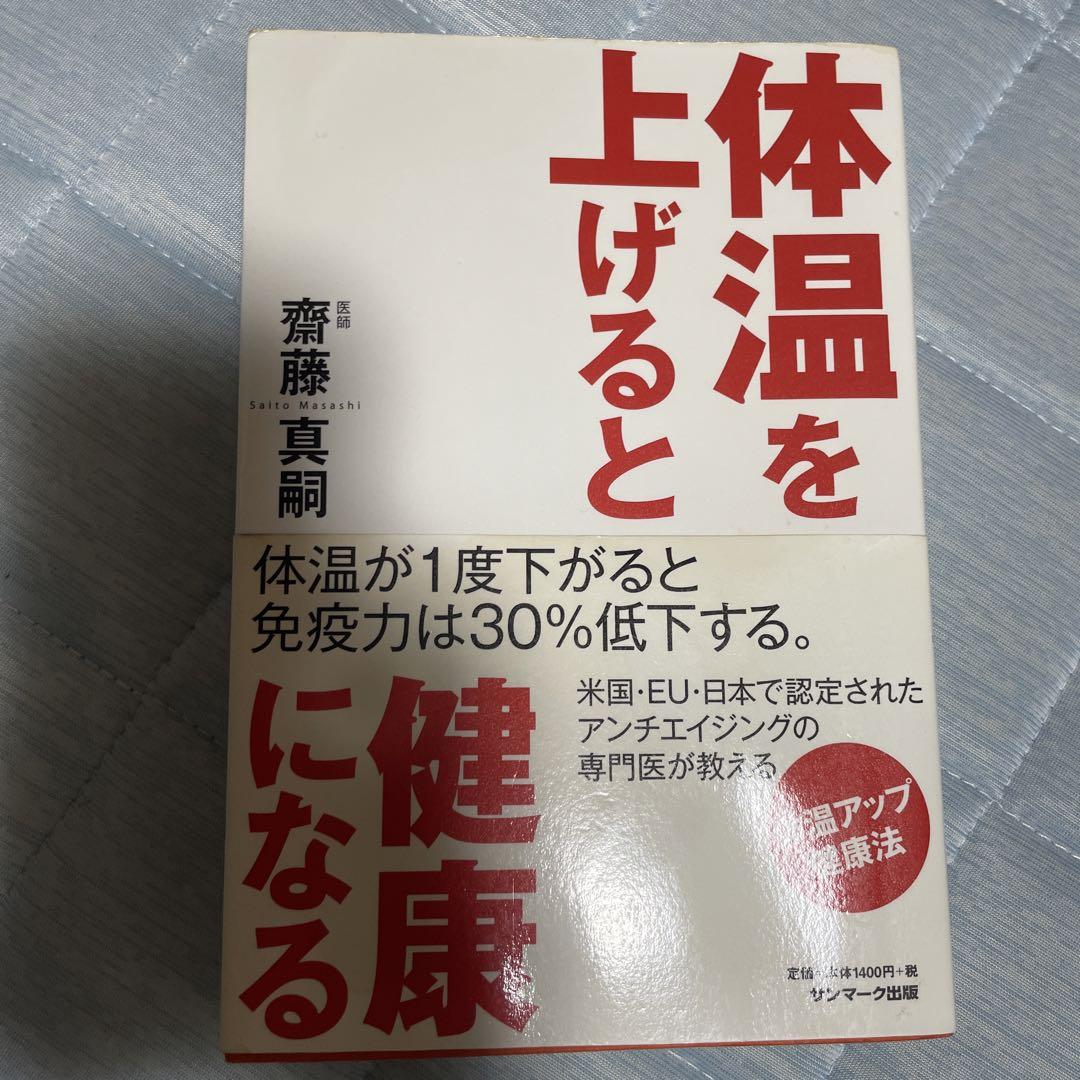 体温を
上げると
健康
になる
医師
齋藤真嗣
Saito Masashi
体温が1度下がると
免疫力は30%低下する。
米国・EU・日本で認定された
アンチエイジングの
専門医が教える
温アップ
健康法
定価 本体1400円+税
サンマーク出版